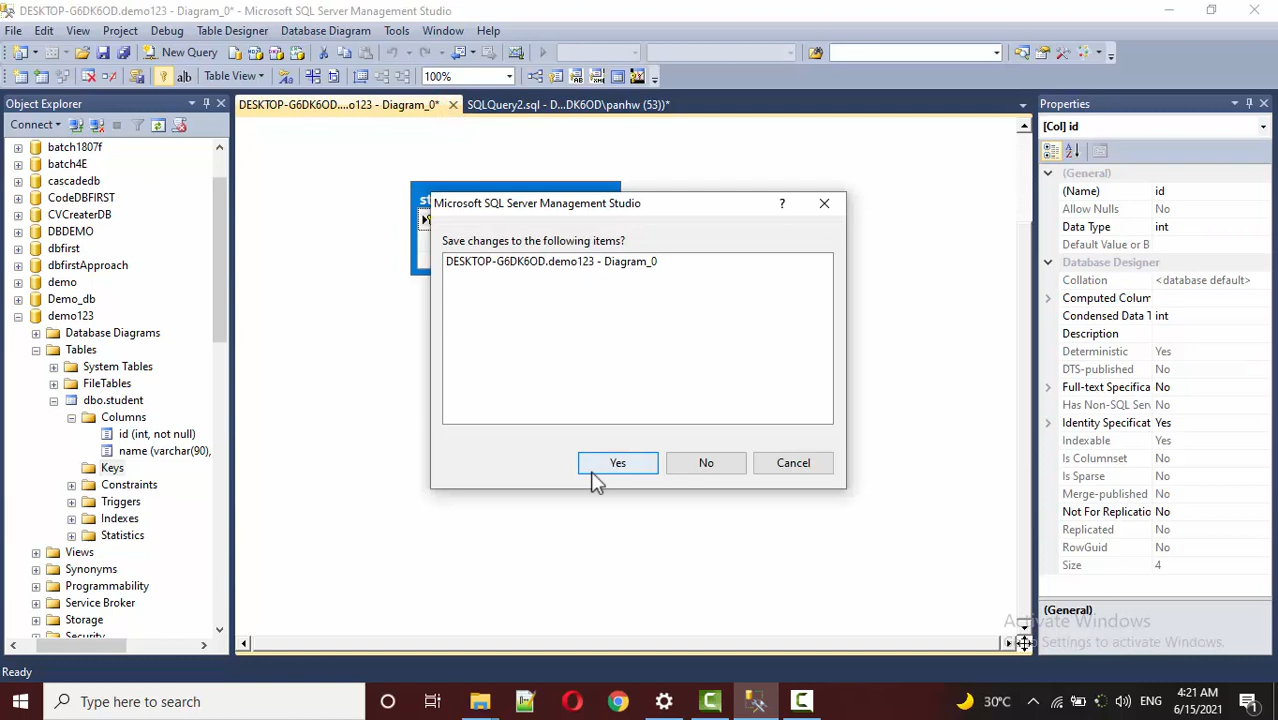 DESKTOP-G6DK6OD.demo123 - Diagram_0* - Microsoft SQL Server Management Studio
File Edit View Project Debug Table Designer Database Diagram Tools Window Help
New Query
Table View 100%
Object Explorer
DESKTOP-G6DK6OD....o123 - Diagram_0*
SQLQuery2.sql - D...DK6OD\panhw (53))*
Properties
Connect
[Col] id
batch1807f
batch4E
cascadedb
CodeDBFIRST
CVCreaterDB
DBDEMO
dbfirst
dbfirstApproach
demo
Demo_db
demo123
Database Diagrams
Tables
System Tables
FileTables
dbo.student
Columns
id (int, not null)
name (varchar(90),
Keys
Constraints
Triggers
Indexes
Statistics
Views
Synonyms
Programmability
Service Broker
Storage
Security
Microsoft SQL Server Management Studio
Save changes to the following items?
DESKTOP-G6DK6OD.demo123 - Diagram_0
Yes No Cancel
(General)
(Name) id
Allow Nulls No
Data Type int
Default Value or B
Database Designer
Collation <database default>
Computed Colum
Condensed Data T int
Description
Deterministic Yes
DTS-published No
Full-text Specifica No
Has Non-SQL Ser No
Identity Specificat Yes
Indexable Yes
Is Columnset No
Is Sparse No
Merge-published No
Not For Replicatio No
Replicated No
RowGuid No
Size 4
(General)
Activate Windows
Settings to activate Windows.
Ready
Type here to search
30°C
ENG
4:21 AM
6/15/2021
1